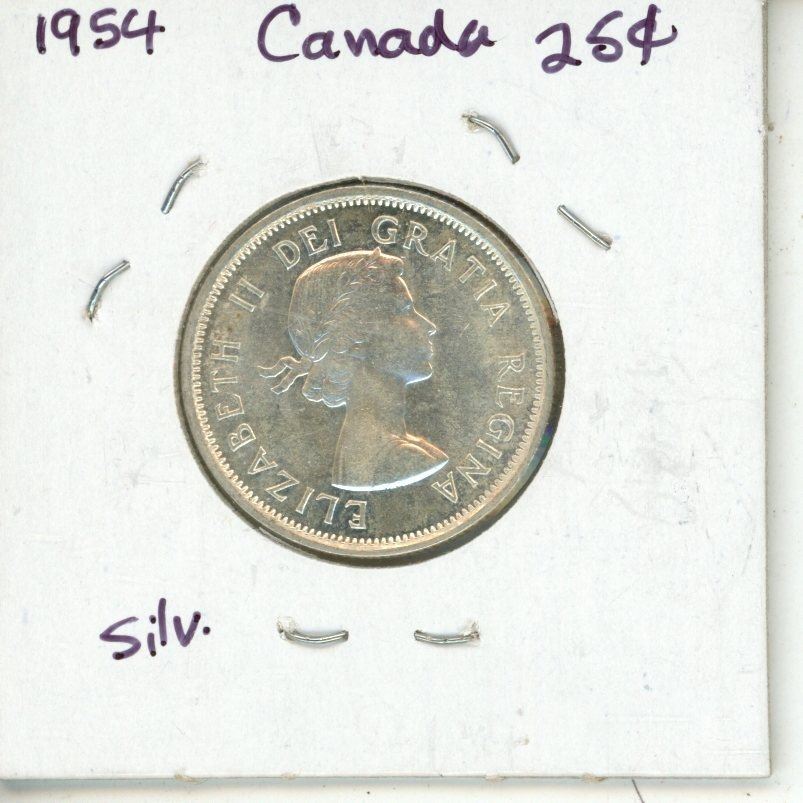 1954 Canada 25¢
ELIZABETH II DEI GRATIA REGINA
Silv.